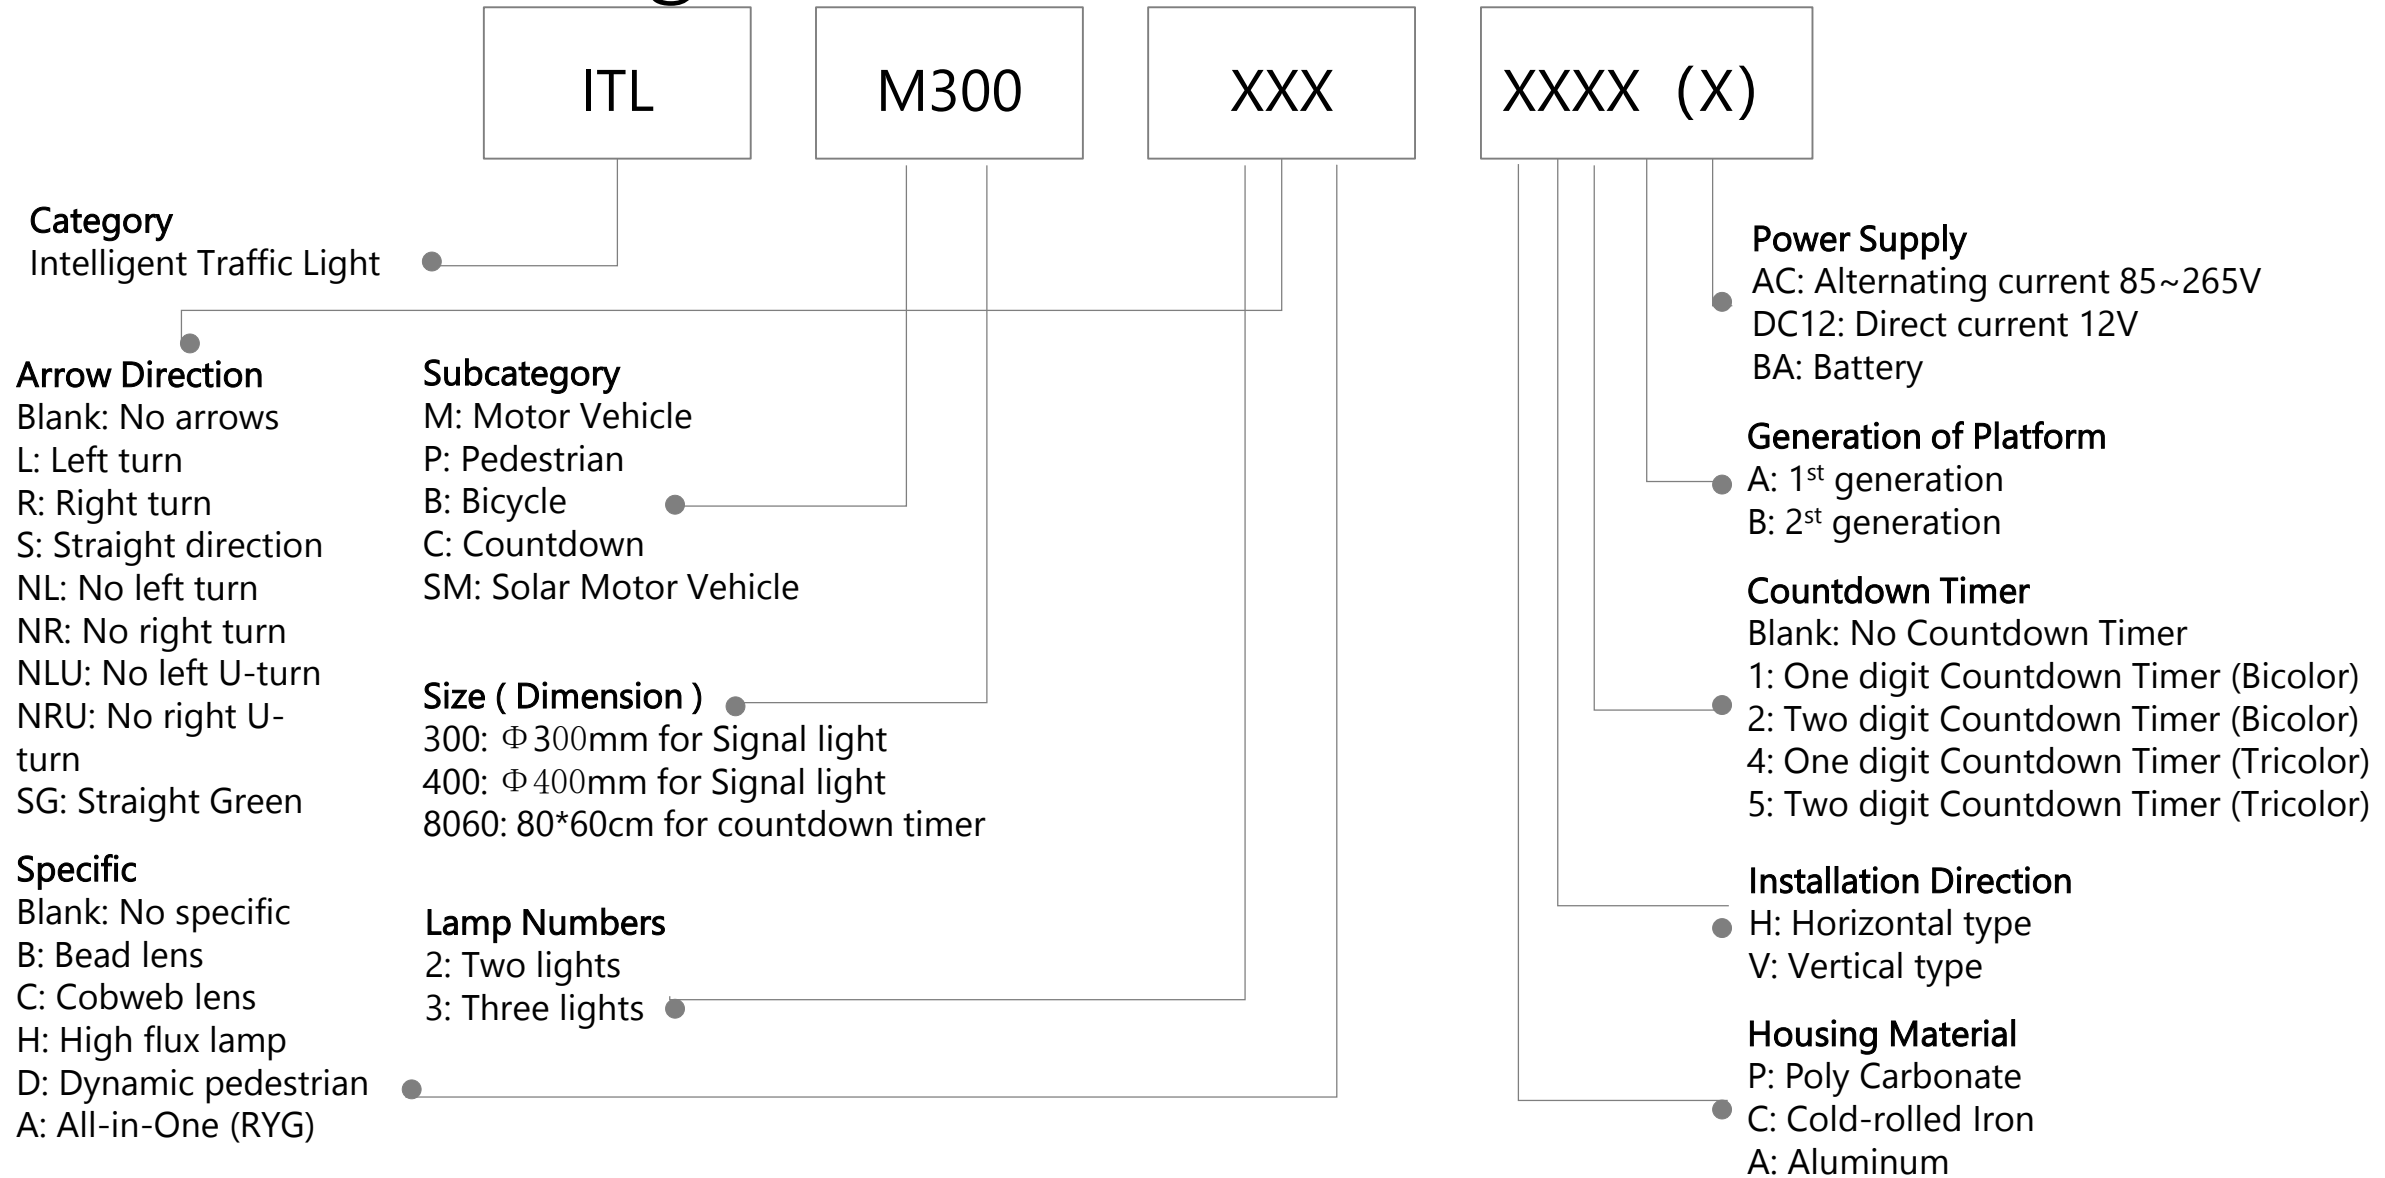 ITL
M300
XXX
XXXX (X)
Category
Intelligent Traffic Light
Arrow Direction
Blank: No arrows
L: Left turn
R: Right turn
S: Straight direction
NL: No left turn
NR: No right turn
NLU: No left U-turn
NRU: No right U-
turn
SG: Straight Green
Specific
Blank: No specific
B: Bead lens
C: Cobweb lens
H: High flux lamp
D: Dynamic pedestrian
A: All-in-One (RYG)
Subcategory
M: Motor Vehicle
P: Pedestrian
B: Bicycle
C: Countdown
SM: Solar Motor Vehicle
Size ( Dimension )
300: Φ300mm for Signal light
400: Φ400mm for Signal light
8060: 80*60cm for countdown timer
Lamp Numbers
2: Two lights
3: Three lights
Power Supply
AC: Alternating current 85~265V
DC12: Direct current 12V
BA: Battery
Generation of Platform
A: 1st generation
B: 2st generation
Countdown Timer
Blank: No Countdown Timer
1: One digit Countdown Timer (Bicolor)
2: Two digit Countdown Timer (Bicolor)
4: One digit Countdown Timer (Tricolor)
5: Two digit Countdown Timer (Tricolor)
Installation Direction
H: Horizontal type
V: Vertical type
Housing Material
P: Poly Carbonate
C: Cold-rolled Iron
A: Aluminum